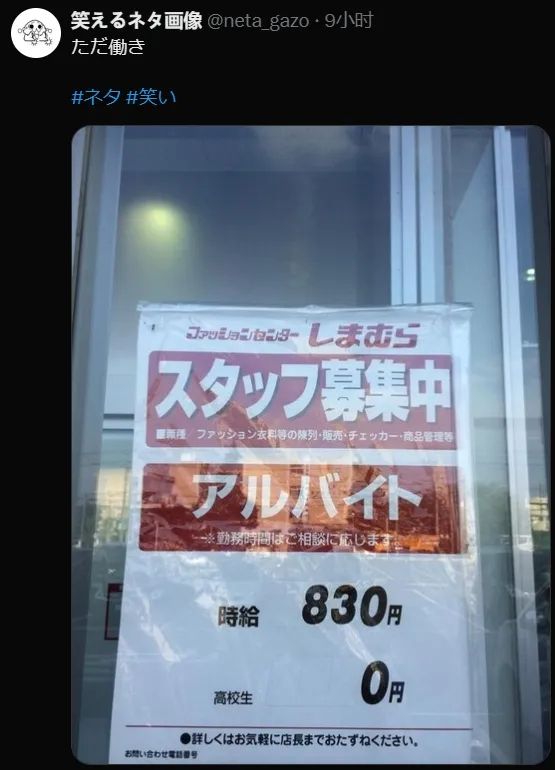 笑えるネタ画像 @neta_gazo · 9小时
ただ働き
#ネタ #笑い
ファッションセンター しまむら
スタッフ募集中
■職種 ファッション衣料等の陳列・販売・チェッカー・商品管理等
アルバイト
※勤務時間はご相談に応じます。
時給 830円
高校生 0円
●詳しくはお気軽に店長までおたずねください。
お問い合わせ電話番号